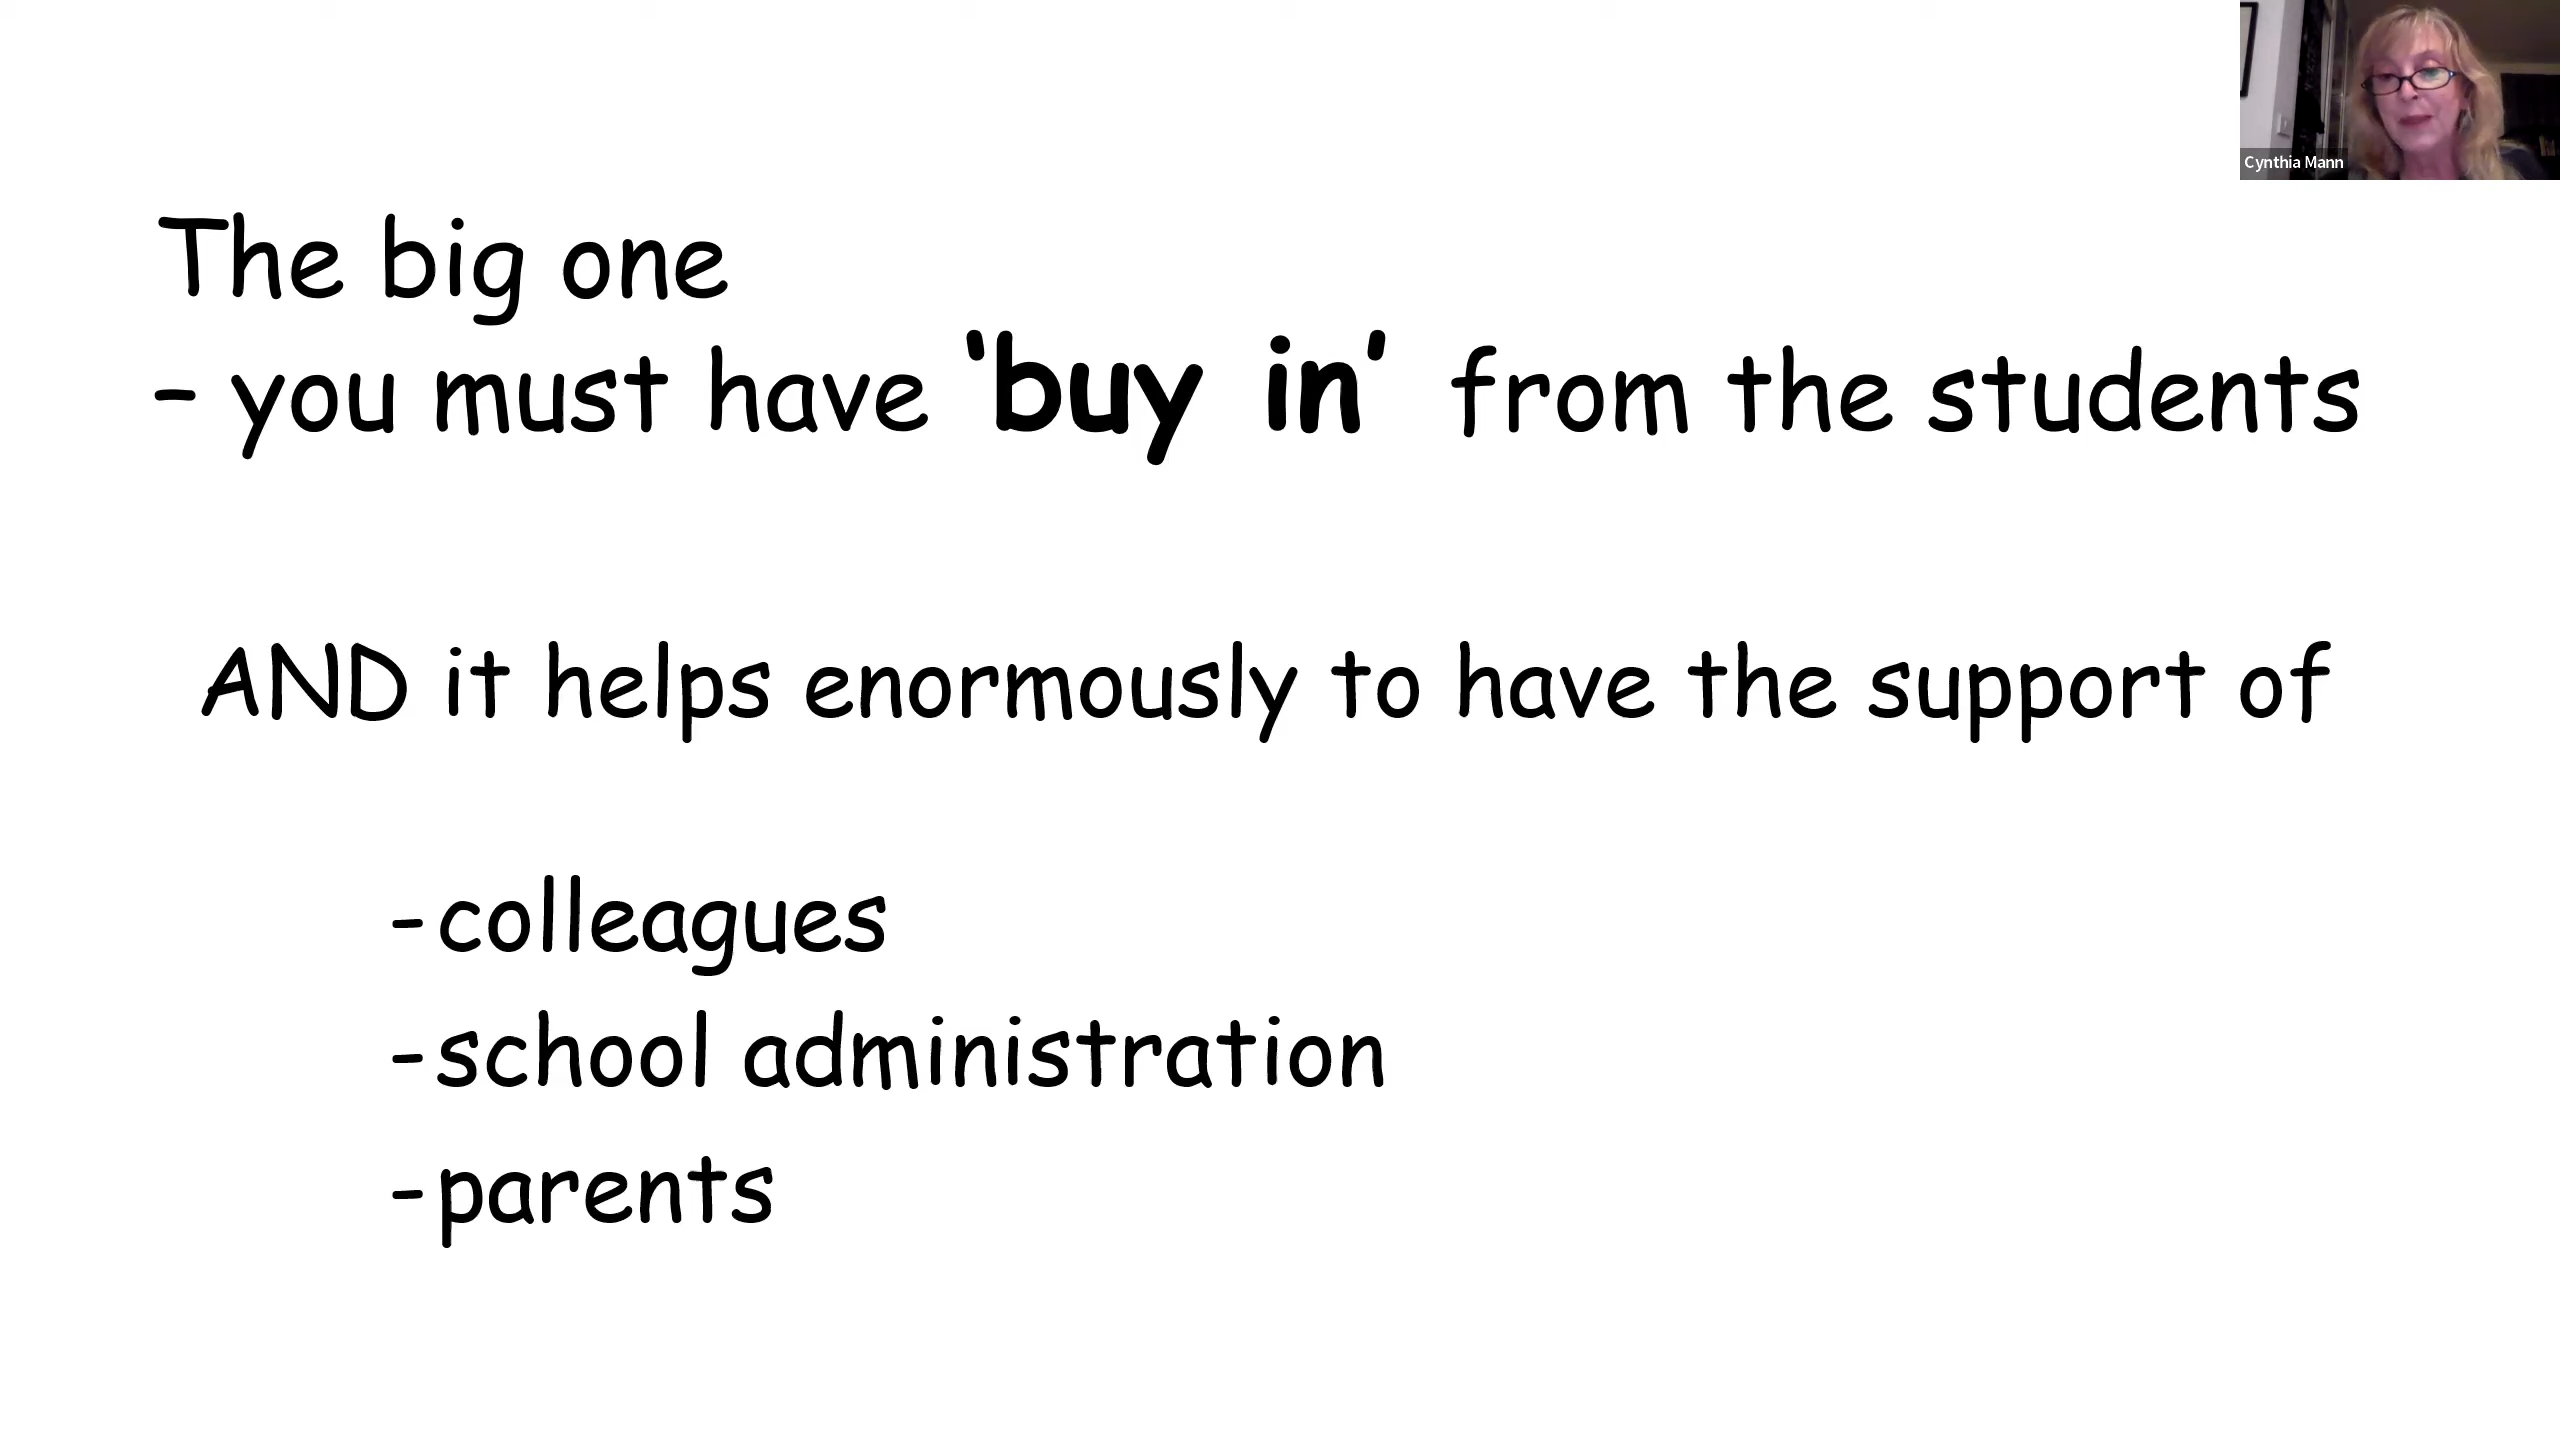 Cynthia Mann
The big one
– you must have ‘buy in’ from the students
AND it helps enormously to have the support of
-colleagues
-school administration
-parents